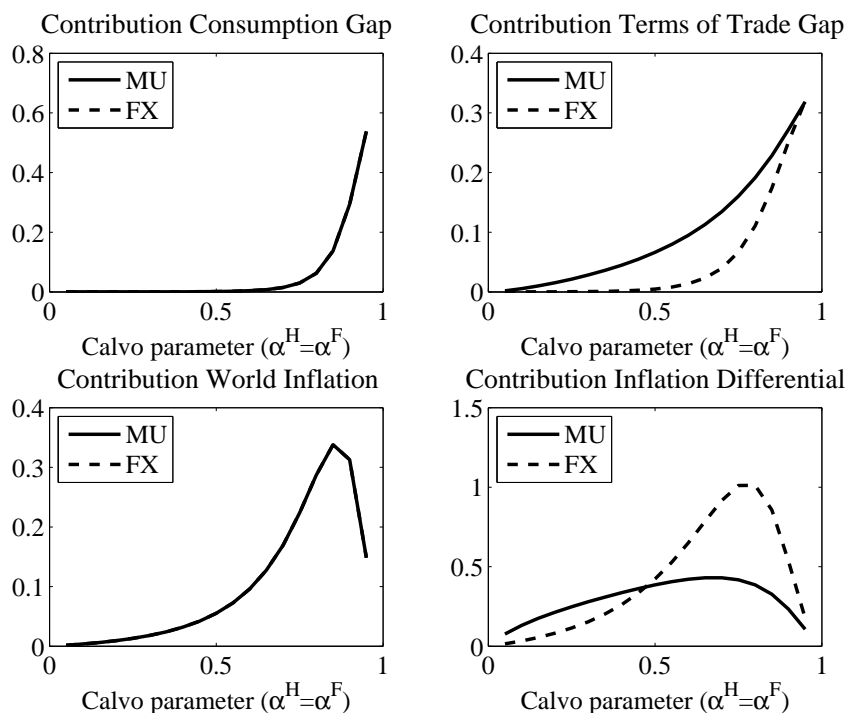 Contribution Consumption Gap
0.8
0.6
0.4
0.2
0
0
0.5
1
MU
FX
Calvo parameter (α^H=α^F)
Contribution Terms of Trade Gap
0.4
0.3
0.2
0.1
0
0
0.5
1
MU
FX
Calvo parameter (α^H=α^F)
Contribution World Inflation
0.4
0.3
0.2
0.1
0
0
0.5
1
MU
FX
Calvo parameter (α^H=α^F)
Contribution Inflation Differential
1.5
1
0.5
0
0
0.5
1
MU
FX
Calvo parameter (α^H=α^F)